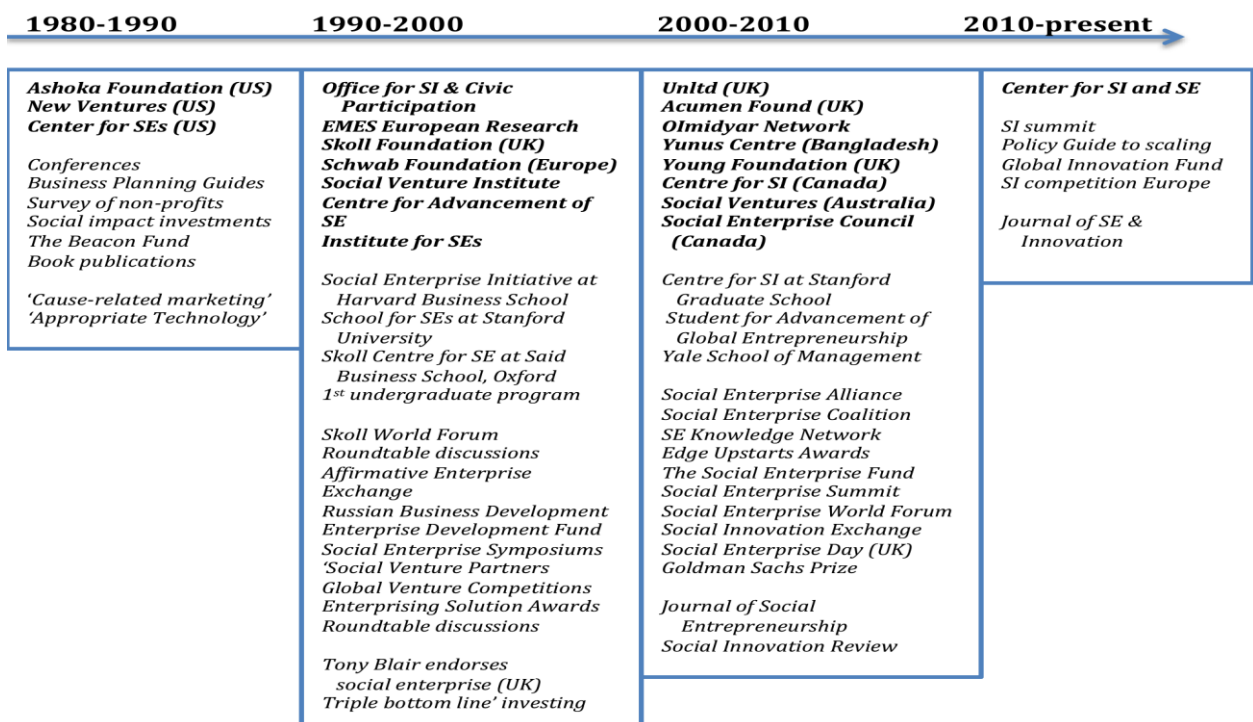 1980-1990
1990-2000
2000-2010
2010-present
Ashoka Foundation (US)
New Ventures (US)
Center for SEs (US)
Conferences
Business Planning Guides
Survey of non-profits
Social impact investments
The Beacon Fund
Book publications
‘Cause-related marketing’
‘Appropriate Technology’
Office for SI & Civic
Participation
EMES European Research
Skoll Foundation (UK)
Schwab Foundation (Europe)
Social Venture Institute
Centre for Advancement of
SE
Institute for SEs
Social Enterprise Initiative at
Harvard Business School
School for SEs at Stanford
University
Skoll Centre for SE at Said
Business School, Oxford
1st undergraduate program
Skoll World Forum
Roundtable discussions
Affirmative Enterprise
Exchange
Russian Business Development
Enterprise Development Fund
Social Enterprise Symposiums
‘Social Venture Partners
Global Venture Competitions
Enterprising Solution Awards
Roundtable discussions
Tony Blair endorses
social enterprise (UK)
Triple bottom line’ investing
Unltd (UK)
Acumen Found (UK)
OImidyar Network
Yunus Centre (Bangladesh)
Young Foundation (UK)
Centre for SI (Canada)
Social Ventures (Australia)
Social Enterprise Council
(Canada)
Centre for SI at Stanford
Graduate School
Student for Advancement of
Global Entrepreneurship
Yale School of Management
Social Enterprise Alliance
Social Enterprise Coalition
SE Knowledge Network
Edge Upstarts Awards
The Social Enterprise Fund
Social Enterprise Summit
Social Enterprise World Forum
Social Innovation Exchange
Social Enterprise Day (UK)
Goldman Sachs Prize
Journal of Social
Entrepreneurship
Social Innovation Review
Center for SI and SE
SI summit
Policy Guide to scaling
Global Innovation Fund
SI competition Europe
Journal of SE &
Innovation